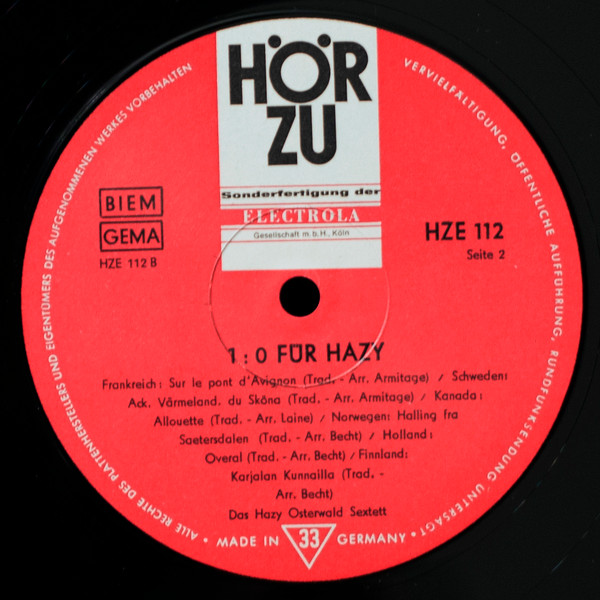 HÖR
ZU
Sonderfertigung der
ELECTROLA
Gesellschaft m. b. H., Köln
BIEM
GEMA
HZE 112 B
HZE 112
Seite 2
1 : 0 FÜR HAZY
Frankreich: Sur le pont d'Avignon (Trad. - Arr. Armitage) / Schweden:
Ack. Värmeland. du Sköna (Trad. - Arr. Armitage) / Kanada:
Allouette (Trad. - Arr. Laine) / Norwegen: Halling fra
Saetersdalen (Trad. - Arr. Becht) / Holland:
Overal (Trad. - Arr. Becht) / Finnland:
Karjalan Kunnailla (Trad. -
Arr. Becht)
Das Hazy Osterwald Sextett
• ALLE RECHTE DES PLATTENHERSTELLERS UND EIGENTÜMERS DES AUFGENOMMENEN WERKES VORBEHALTEN
VERVIELFÄLTIGUNG, ÖFFENTLICHE AUFFÜHRUNG, RUNDFUNKSENDUNG UNTERSAGT •
MADE IN 33 GERMANY